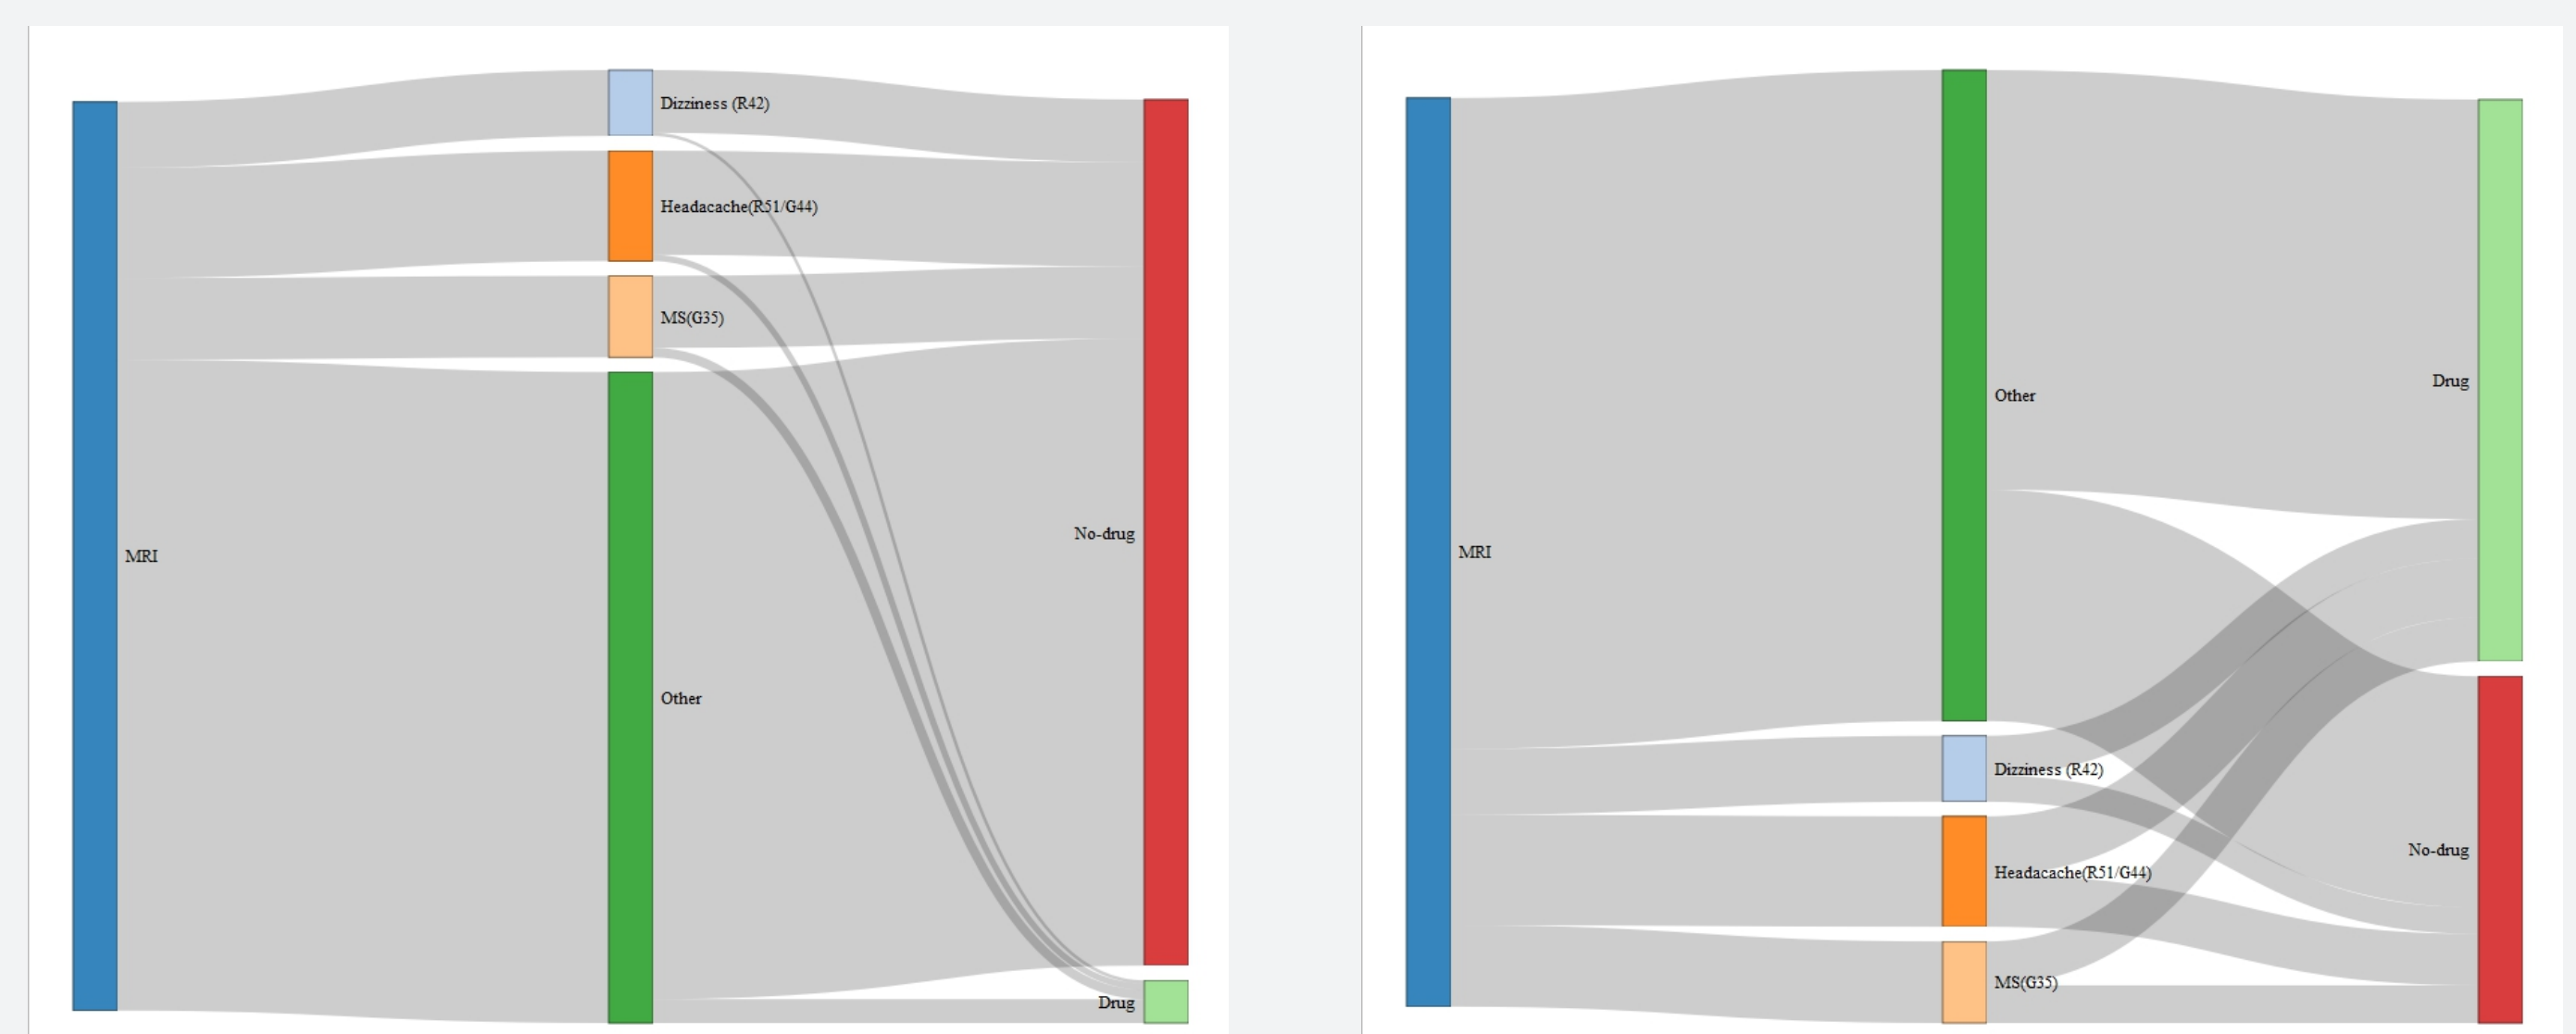 Dizziness (R42)
Headacache(R51/G44)
MS(G35)
No-drug
MRI
Other
Drug
Drug
Other
MRI
Dizziness (R42)
No-drug
Headacache(R51/G44)
MS(G35)